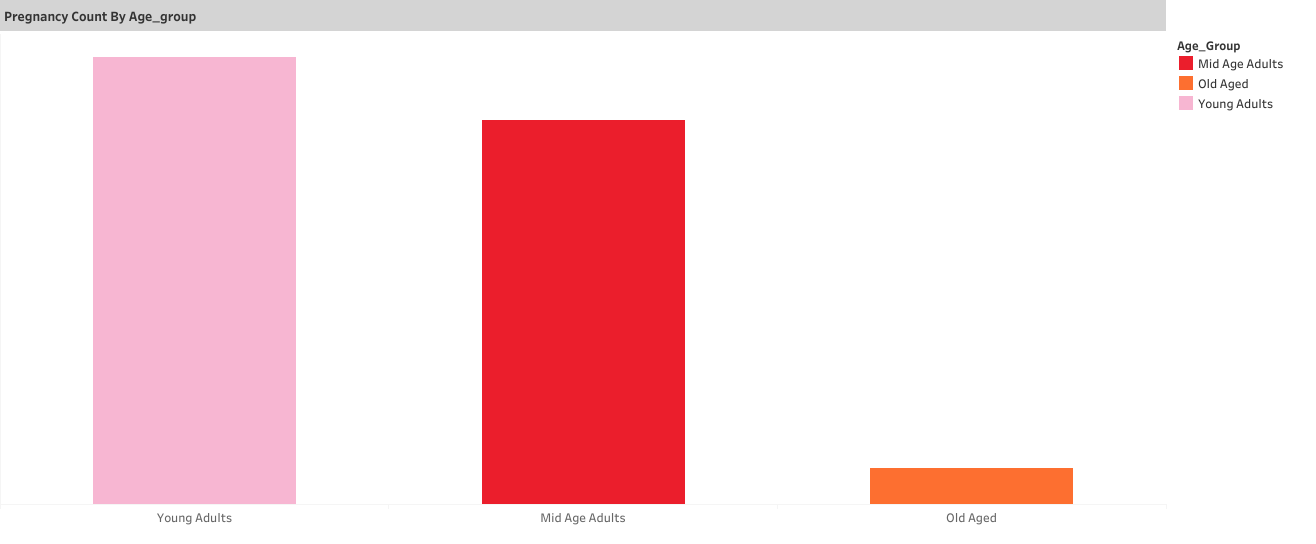 Pregnancy Count By Age_group
Age_Group
Mid Age Adults
Old Aged
Young Adults
Young Adults
Mid Age Adults
Old Aged